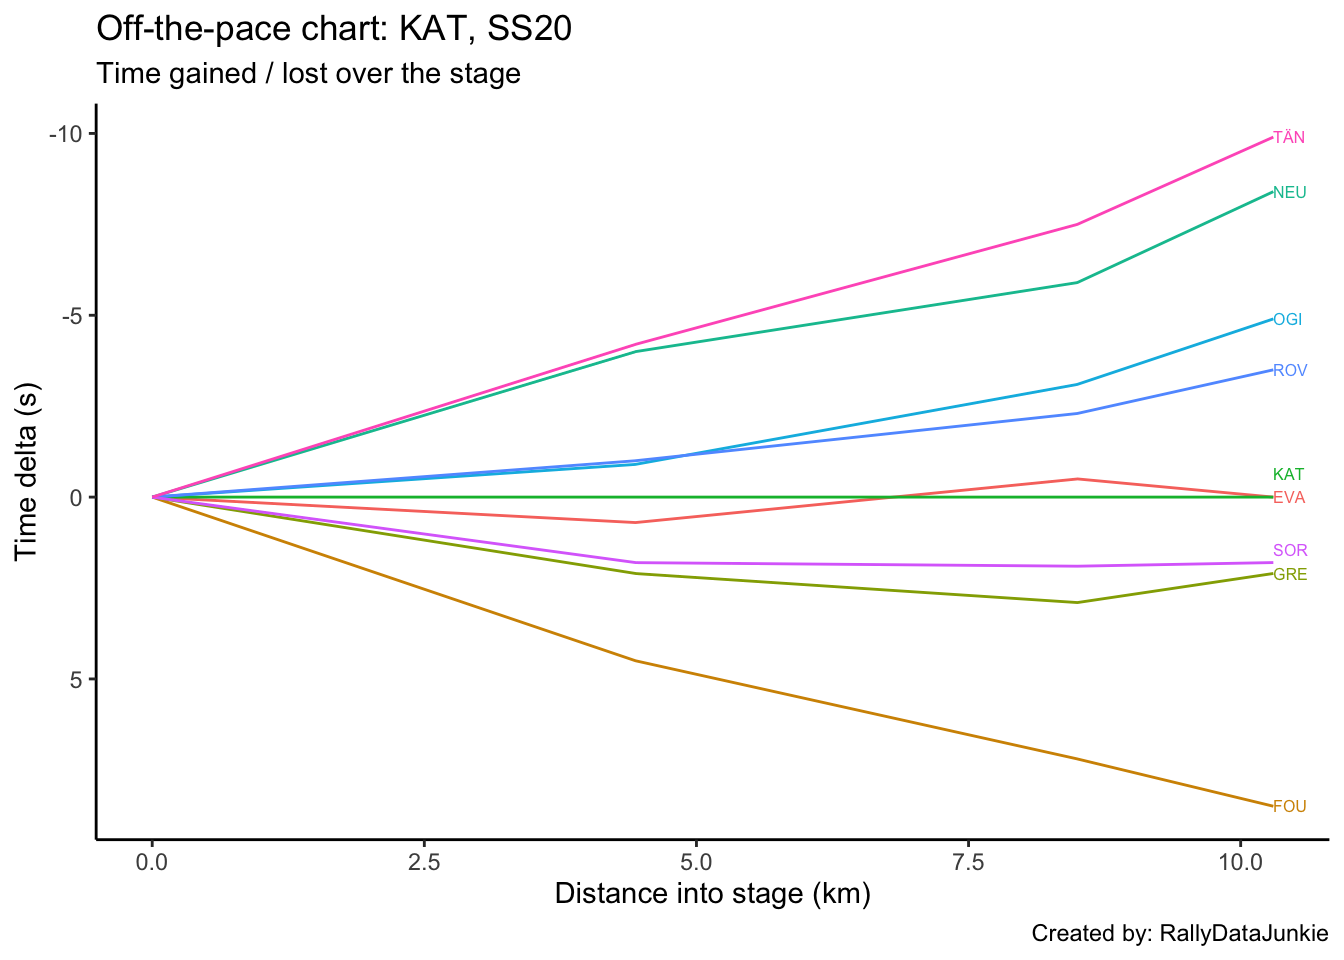 Off-the-pace chart: KAT, SS20
Time gained / lost over the stage
Time delta (s)
-10
-5
0
5
TÄN
NEU
OGI
ROV
KAT
EVA
SOR
GRE
FOU
0.0 2.5 5.0 7.5 10.0
Distance into stage (km)
Created by: RallyDataJunkie